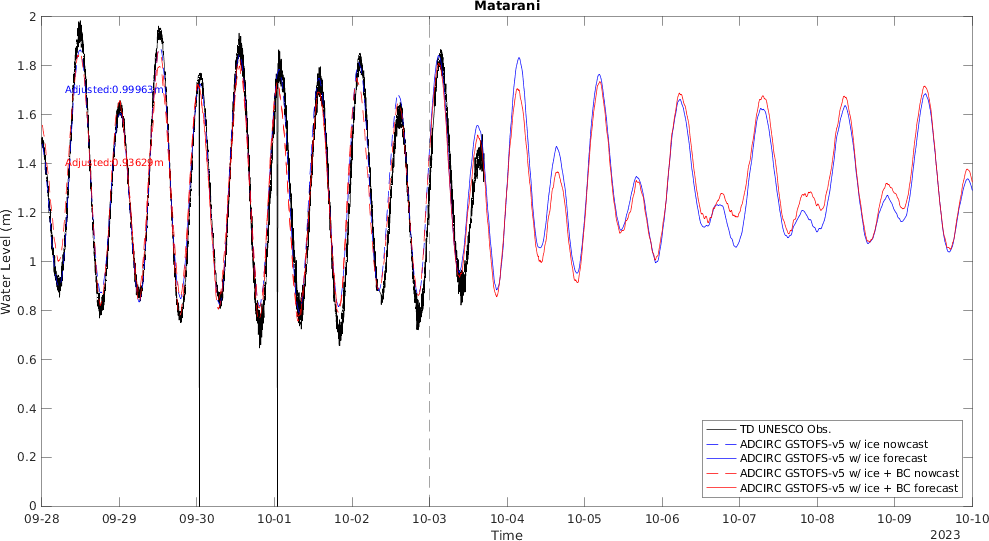 Matarani
2
1.8
1.6
1.4
1.2
1
0.8
0.6
0.4
0.2
0
Water Level (m)
Adjusted:0.99963m
Adjusted:0.93629m
TD UNESCO Obs.
ADCIRC GSTOFS-v5 w/ ice nowcast
ADCIRC GSTOFS-v5 w/ ice forecast
ADCIRC GSTOFS-v5 w/ ice + BC nowcast
ADCIRC GSTOFS-v5 w/ ice + BC forecast
09-28 09-29 09-30 10-01 10-02 10-03 10-04 10-05 10-06 10-07 10-08 10-09 10-10
Time
2023